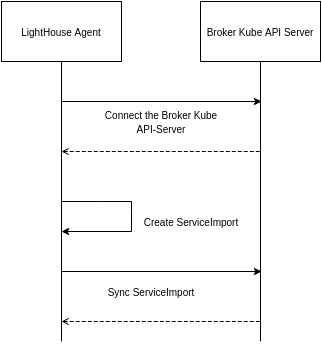 LightHouse Agent
Broker Kube API Server
Connect the Broker Kube
API-Server
Create ServiceImport
Sync ServiceImport